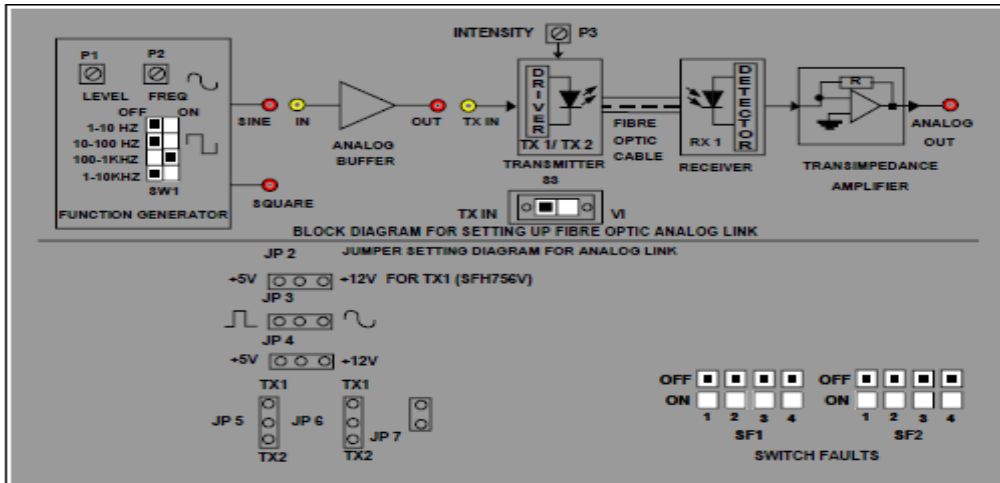 INTENSITY P3
P1 P2
LEVEL FREQ
OFF ON
1-10 HZ
10-100 HZ
100-1KHZ
1-10KHZ
SW1
FUNCTION GENERATOR
SINE
SQUARE
IN
ANALOG
BUFFER
OUT
TX IN
DRIVER
TX 1/ TX 2
TRANSMITTER
S3
TX IN
VI
FIBRE
OPTIC
CABLE
RX 1
DETECTOR
RECEIVER
R
TRANSIMPEDANCE
AMPLIFIER
ANALOG
OUT
BLOCK DIAGRAM FOR SETTING UP FIBRE OPTIC ANALOG LINK
JUMPER SETTING DIAGRAM FOR ANALOG LINK
JP 2
+5V +12V FOR TX1 (SFH756V)
JP 3
JP 4
+5V +12V
TX1 TX1
JP 5 JP 6 JP 7
TX2 TX2
OFF OFF
ON ON
1 2 3 4 1 2 3 4
SF1 SF2
SWITCH FAULTS